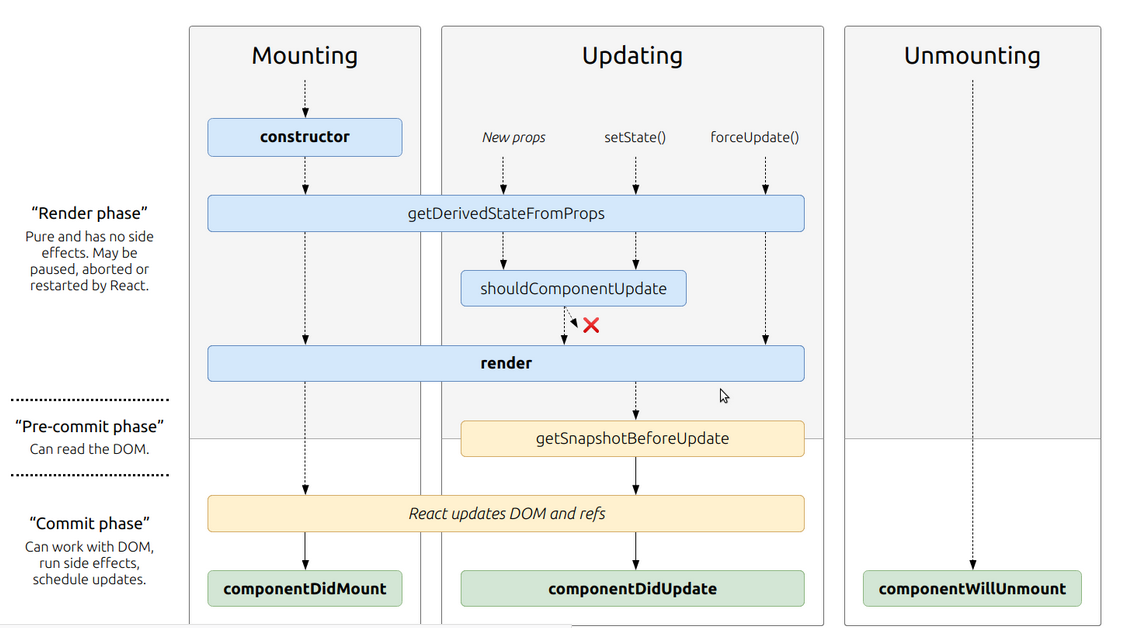 Mounting
Updating
Unmounting
constructor
New props
setState()
forceUpdate()
“Render phase”
Pure and has no side
effects. May be
paused, aborted or
restarted by React.
getDerivedStateFromProps
shouldComponentUpdate
render
“Pre-commit phase”
Can read the DOM.
getSnapshotBeforeUpdate
“Commit phase”
Can work with DOM,
run side effects,
schedule updates.
React updates DOM and refs
componentDidMount
componentDidUpdate
componentWillUnmount